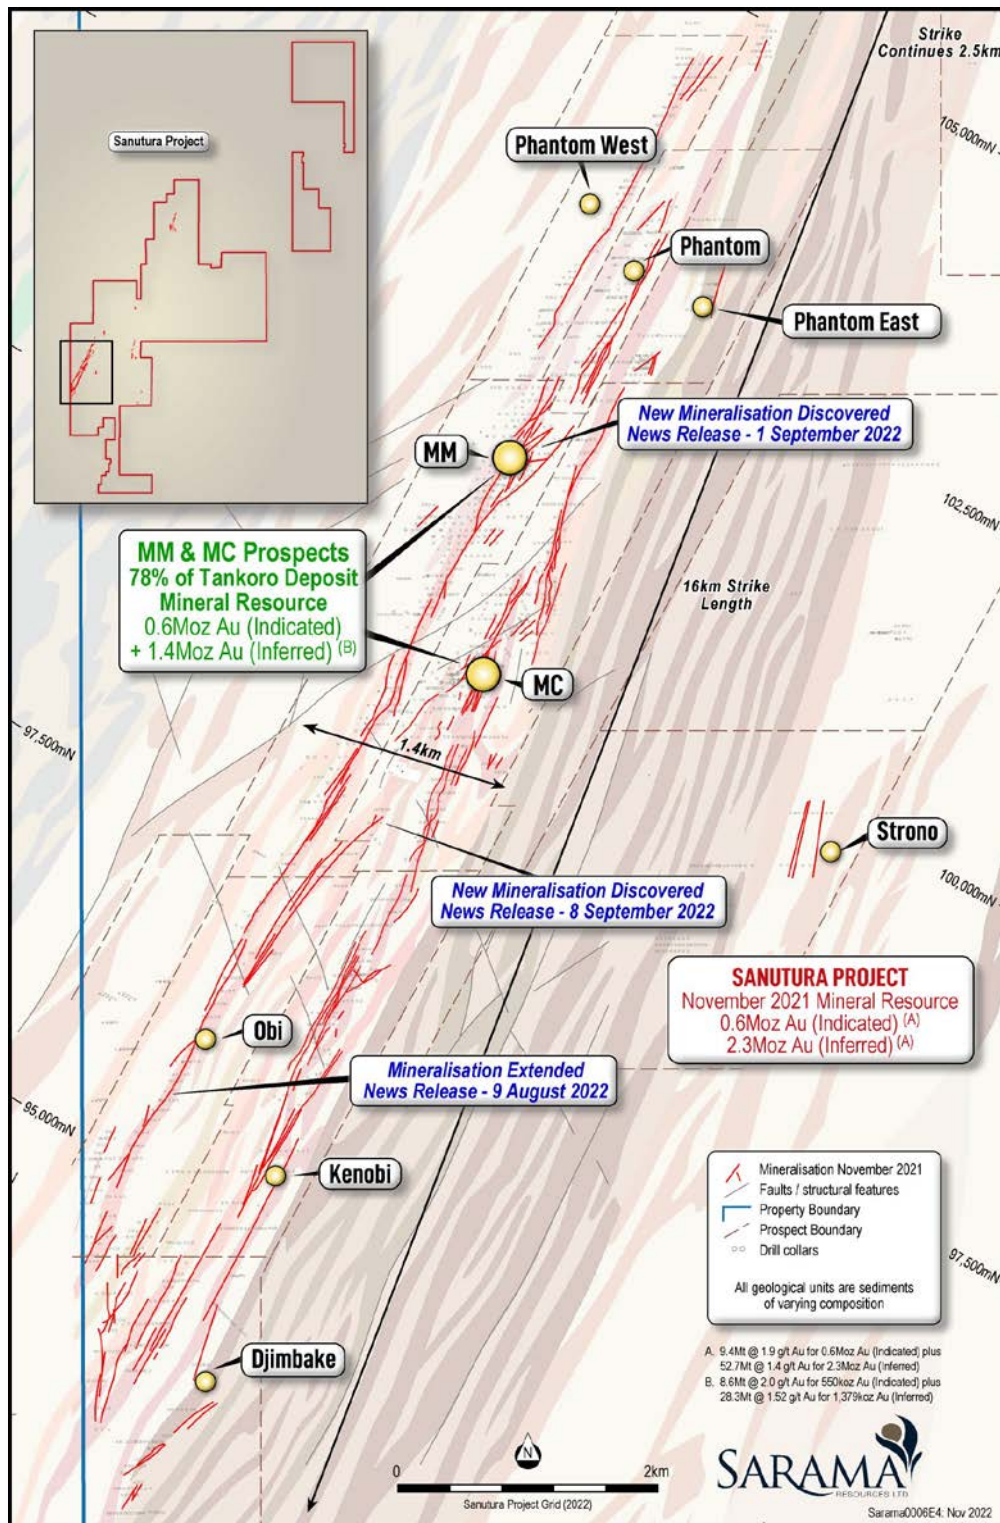 Strike
Continues 2.5km
Sanutura Project
105,000mN
Phantom West
Phantom
Phantom East
New Mineralisation Discovered
News Release - 1 September 2022
MM
102,500mN
MM & MC Prospects
78% of Tankoro Deposit
Mineral Resource
0.6Moz Au (Indicated)
+ 1.4Moz Au (Inferred) (B)
16km Strike
Length
MC
97,500mN
1.4km
Strono
New Mineralisation Discovered
News Release - 8 September 2022
100,000mN
SANUTURA PROJECT
November 2021 Mineral Resource
0.6Moz Au (Indicated) (A)
2.3Moz Au (Inferred) (A)
Obi
Mineralisation Extended
News Release - 9 August 2022
95,000mN
Kenobi
Mineralisation November 2021
Faults / structural features
Property Boundary
Prospect Boundary
Drill collars
All geological units are sediments
of varying composition
97,500mN
Djimbake
A. 9.4Mt @ 1.9 g/t Au for 0.6Moz Au (Indicated) plus
52.7Mt @ 1.4 g/t Au for 2.3Moz Au (Inferred)
B. 8.6Mt @ 2.0 g/t Au for 550koz Au (Indicated) plus
28.3Mt @ 1.52 g/t Au for 1,379koz Au (Inferred)
N
0 2km
Sanutura Project Grid (2022)
SARAMA
RESOURCES LTD
Sarama0006E4: Nov 2022